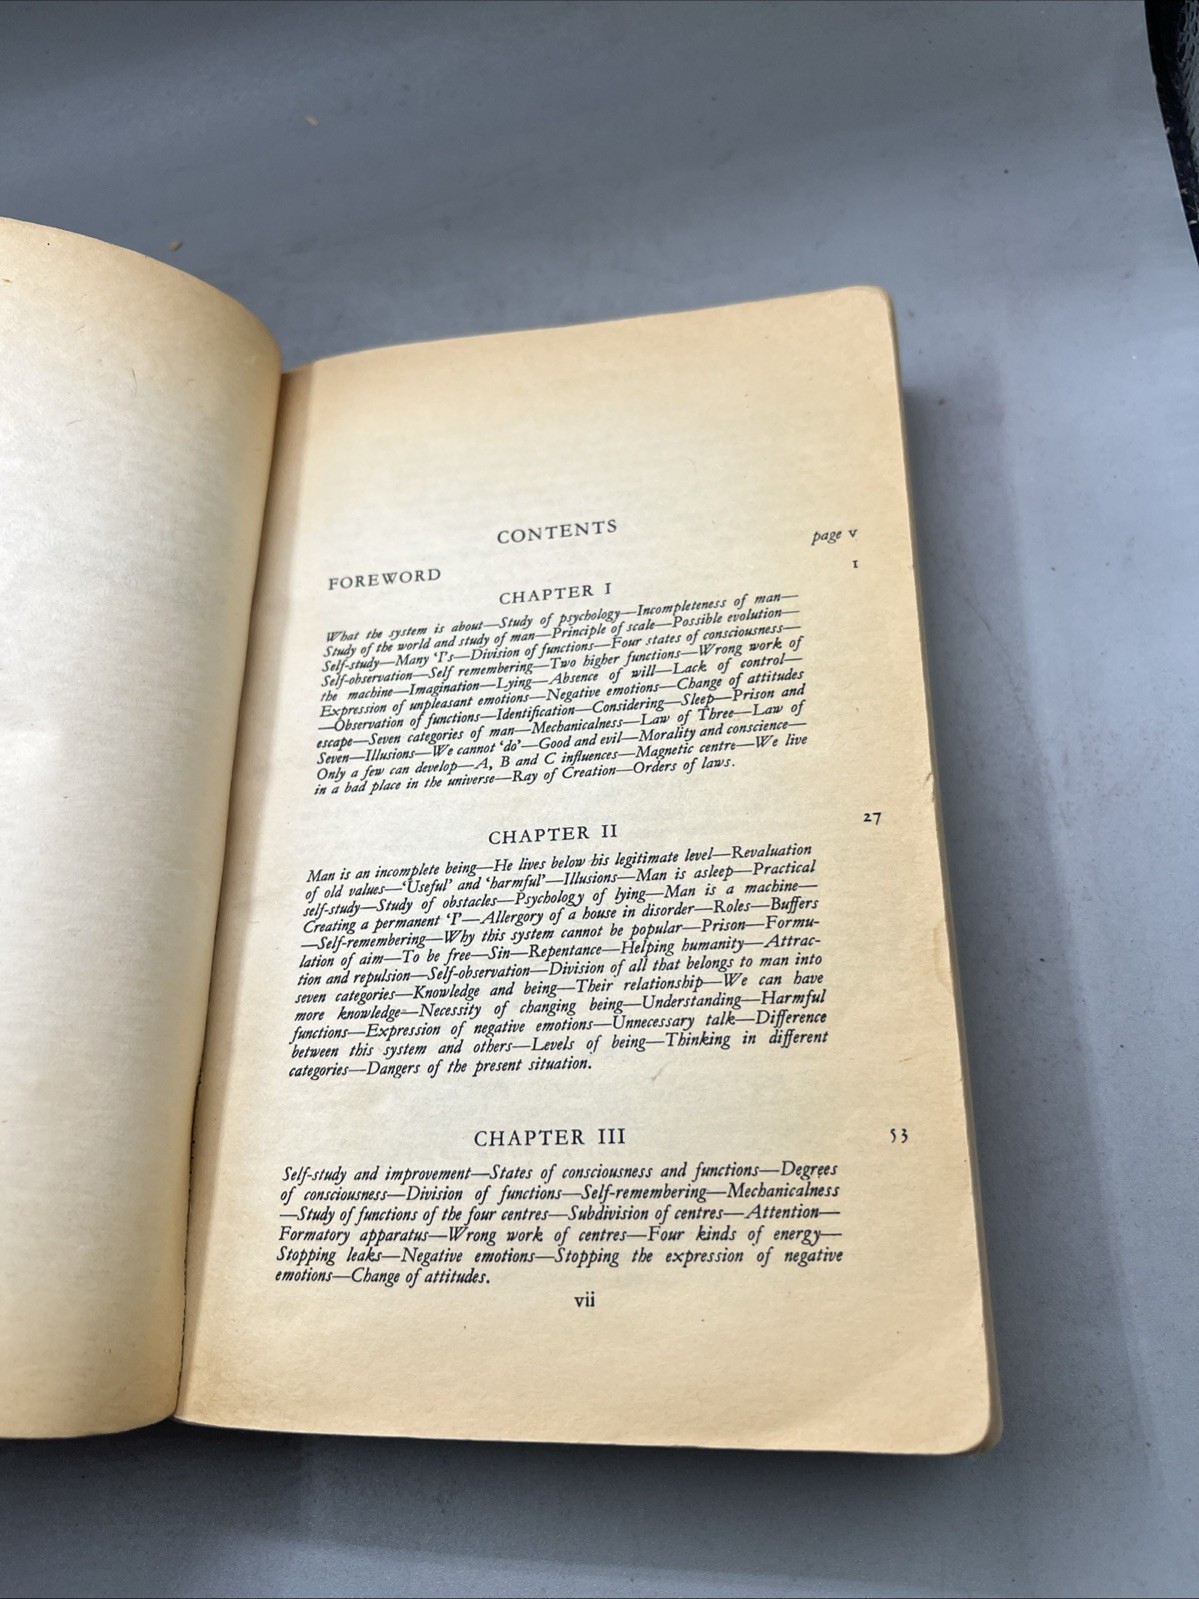 CONTENTS
FOREWORD page v
CHAPTER I 1
What the system is about—Study of psychology—Incompleteness of man—
Study of the world and study of man—Principle of scale—Possible evolution—
Self-study—Many 'I's—Division of functions—Four states of consciousness—
Self-observation—Self remembering—Two higher functions—Wrong work of
the machine—Imagination—Lying—Absence of will—Lack of control—
Expression of unpleasant emotions—Negative emotions—Change of attitudes
—Observation of functions—Identification—Considering—Sleep—Prison and
escape—Seven categories of man—Mechanicalness—Law of Three—Law of
Seven—Illusions—We cannot 'do'—Good and evil—Morality and conscience—
Only a few can develop—A, B and C influences—Magnetic centre—We live
in a bad place in the universe—Ray of Creation—Orders of laws.
CHAPTER II 27
Man is an incomplete being—He lives below his legitimate level—Revaluation
of old values—'Useful' and 'harmful'—Illusions—Man is asleep—Practical
self-study—Study of obstacles—Psychology of lying—Man is a machine—
Creating a permanent 'I'—Allergory of a house in disorder—Roles—Buffers
—Self-remembering—Why this system cannot be popular—Prison—Formu-
lation of aim—To be free—Sin—Repentance—Helping humanity—Attrac-
tion and repulsion—Self-observation—Division of all that belongs to man into
seven categories—Knowledge and being—Their relationship—We can have
more knowledge—Necessity of changing being—Understanding—Harmful
functions—Expression of negative emotions—Unnecessary talk—Difference
between this system and others—Levels of being—Thinking in different
categories—Dangers of the present situation.
CHAPTER III 53
Self-study and improvement—States of consciousness and functions—Degrees
of consciousness—Division of functions—Self-remembering—Mechanicalness
—Study of functions of the four centres—Subdivision of centres—Attention—
Formatory apparatus—Wrong work of centres—Four kinds of energy—
Stopping leaks—Negative emotions—Stopping the expression of negative
emotions—Change of attitudes.
vii